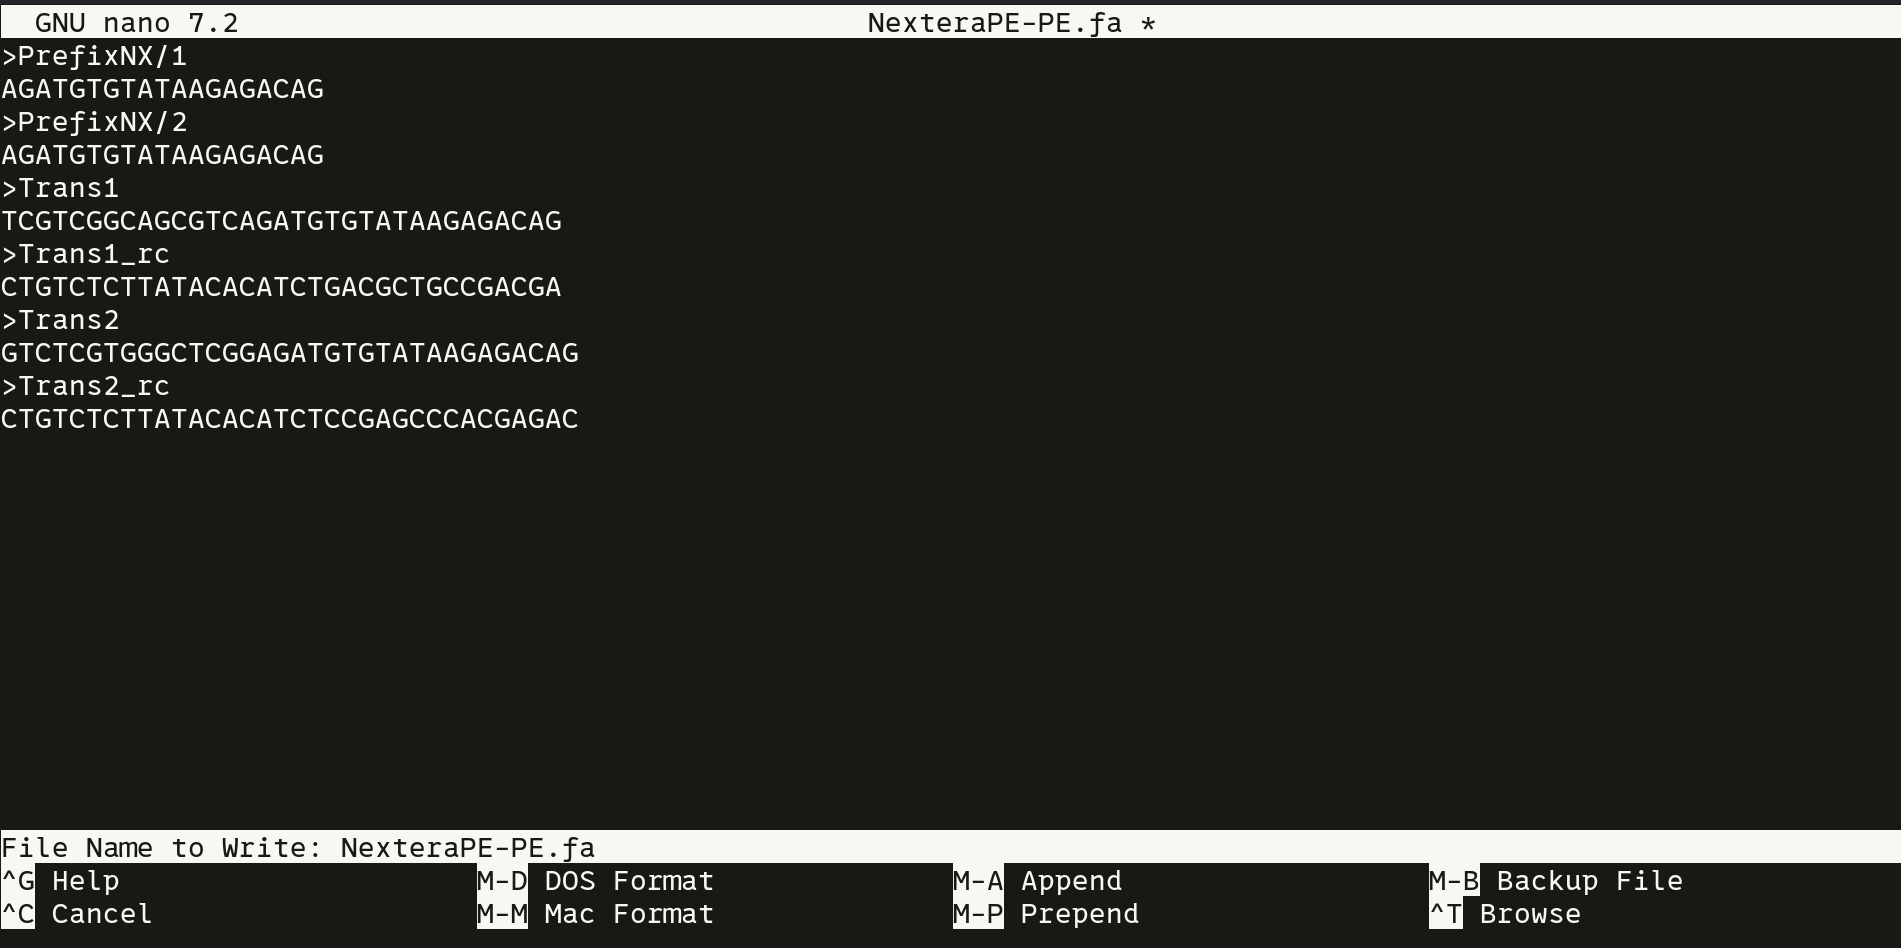 GNU nano 7.2 NexteraPE-PE.fa *
>PrefixNX/1
AGATGTGTATAAGAGACAG
>PrefixNX/2
AGATGTGTATAAGAGACAG
>Trans1
TCGTCGGCAGCGTCAGATGTGTATAAGAGACAG
>Trans1_rc
CTGTCTCTTATACACATCTGACGCTGCCGACGA
>Trans2
GTCTCGTGGGCTCGGAGATGTGTATAAGAGACAG
>Trans2_rc
CTGTCTCTTATACACATCTCCGAGCCCACGAGAC
File Name to Write: NexteraPE-PE.fa
^G Help M-D DOS Format M-A Append M-B Backup File
^C Cancel M-M Mac Format M-P Prepend ^T Browse